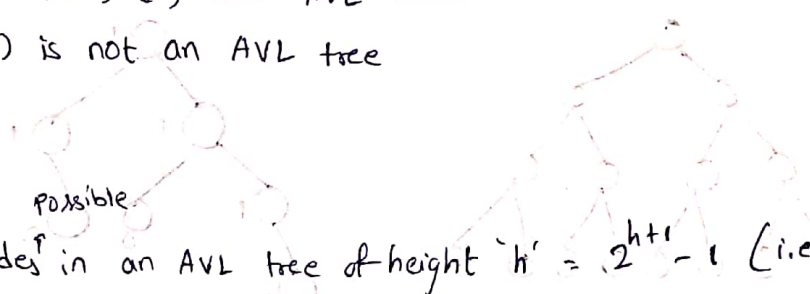 ) is not an AVL tree
possible
des in an AVL tree of height 'h' = 2^{h+1} - 1 (i.e